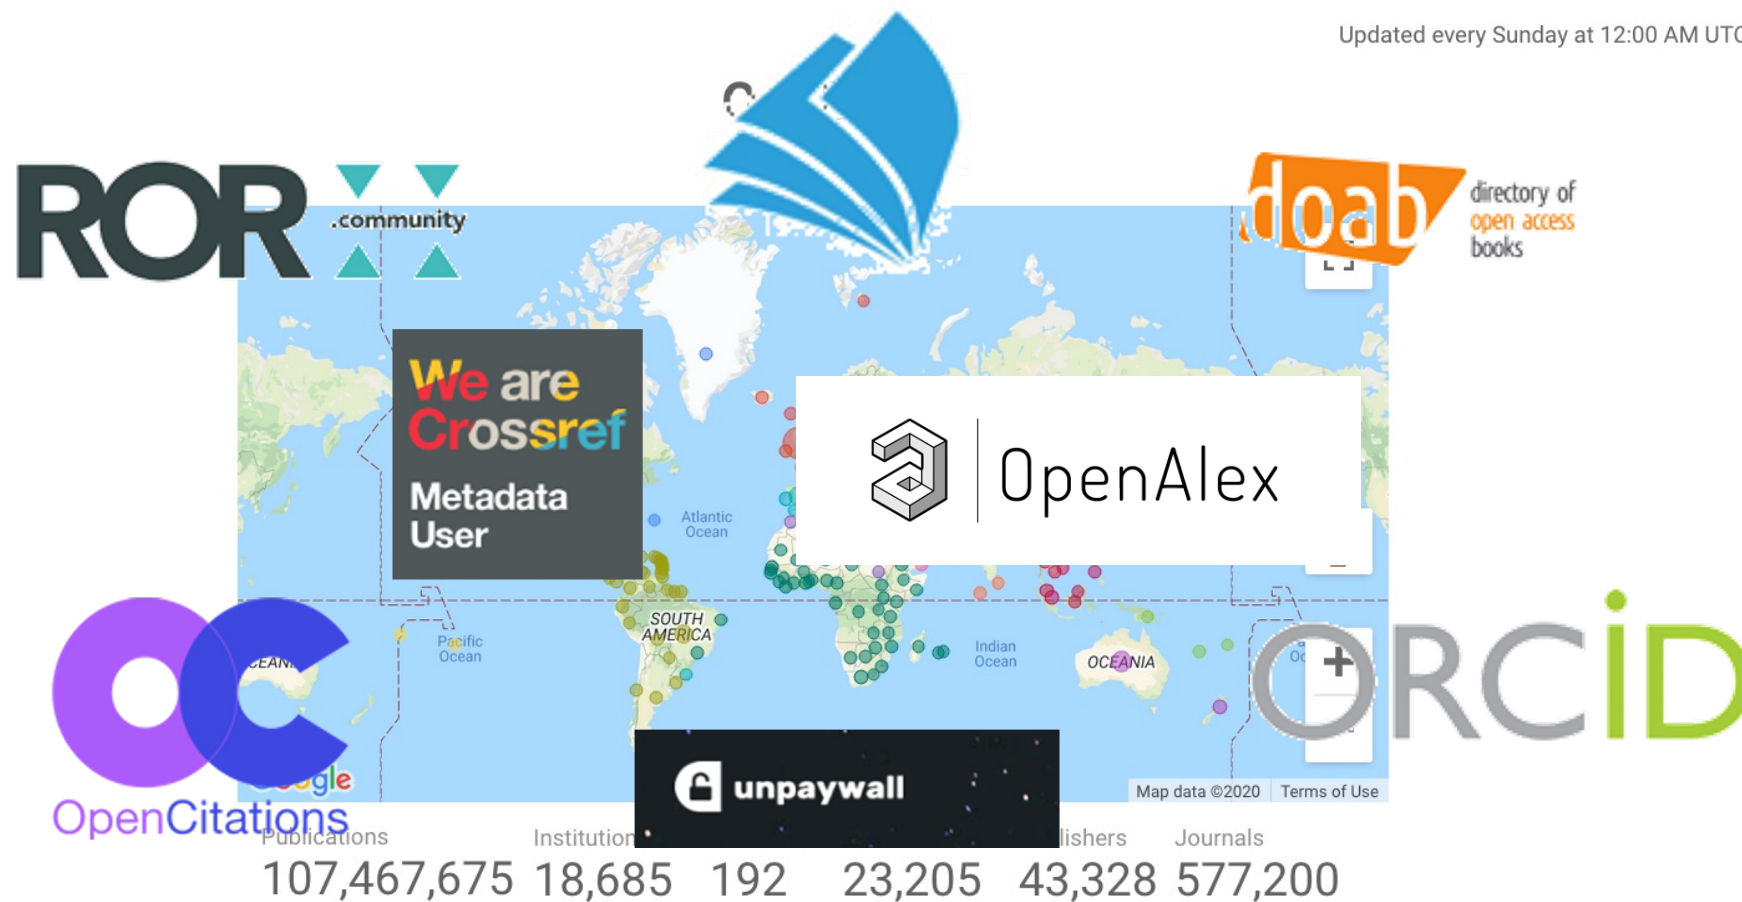 Updated every Sunday at 12:00 AM UTC
ROR
.community
doab
directory of
open access
books
We are
Crossref
Metadata
User
OpenAlex
Atlantic
Ocean
SOUTH
AMERICA
Pacific
Ocean
Indian
Ocean
OCEANIA
ORCiD
OpenCitations
unpaywall
Map data ©2020
Terms of Use
Publications
Journals
107,467,675
18,685
192
23,205
43,328
577,200